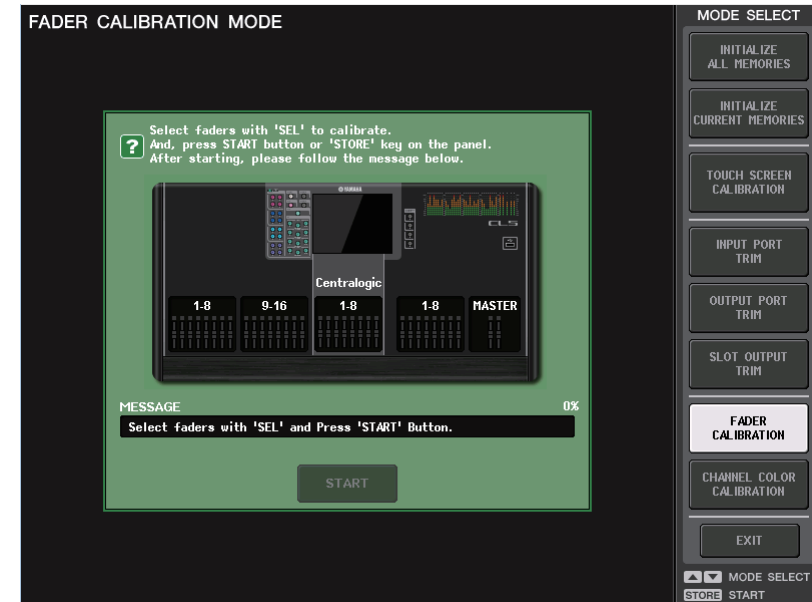 FADER CALIBRATION MODE
Select faders with 'SEL' to calibrate.
?
And, press START button or 'STORE' key on the panel.
After starting, please follow the message below.
YAMAHA
CL5
Centralogic
1-8
9-16
1-8
1-8
MASTER
MESSAGE
0%
Select faders with 'SEL' and Press 'START' Button.
START
MODE SELECT
INITIALIZE
ALL MEMORIES
INITIALIZE
CURRENT MEMORIES
TOUCH SCREEN
CALIBRATION
INPUT PORT
TRIM
OUTPUT PORT
TRIM
SLOT OUTPUT
TRIM
FADER
CALIBRATION
CHANNEL COLOR
CALIBRATION
EXIT
MODE SELECT
STORE START